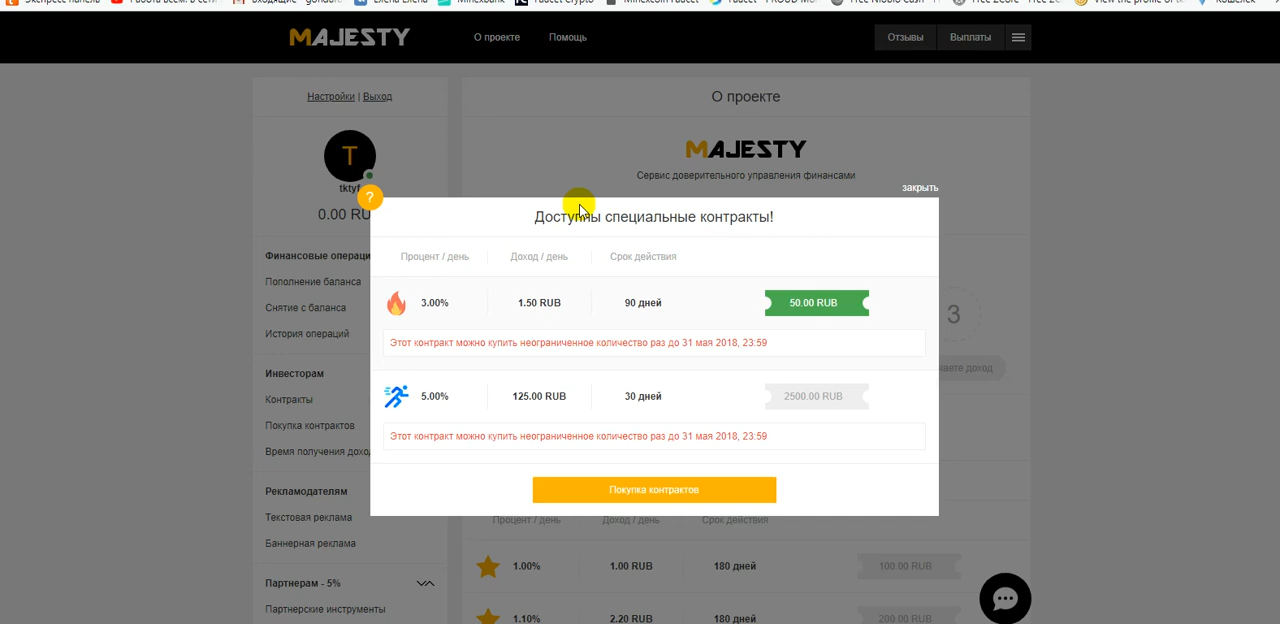 Экспресс-панель
MAJESTY О проекте Помощь Отзывы Выплаты
Настройки | Выход
О проекте
T
MAJESTY
Сервис доверительного управления финансами
tktyf
закрыть
?
0.00 RU
Доступны специальные контракты!
Финансовые операци
Процент / день Доход / день Срок действия
Пополнение баланса
3.00% 1.50 RUB 90 дней 50.00 RUB
Снятие с баланса
3
История операций
Этот контракт можно купить неограниченное количество раз до 31 мая 2018, 23:59
чаете доход
Инвесторам
5.00% 125.00 RUB 30 дней 2500.00 RUB
Контракты
Покупка контрактов
Этот контракт можно купить неограниченное количество раз до 31 мая 2018, 23:59
Время получения дохо
Рекламодателям
Покупка контрактов
Текстовая реклама
Процент / день Доход / день Срок действия
Баннерная реклама
1.00% 1.00 RUB 180 дней 100.00 RUB
Партнерам - 5%
Партнерские инструменты
1.10% 2.20 RUB 180 дней 200.00 RUB